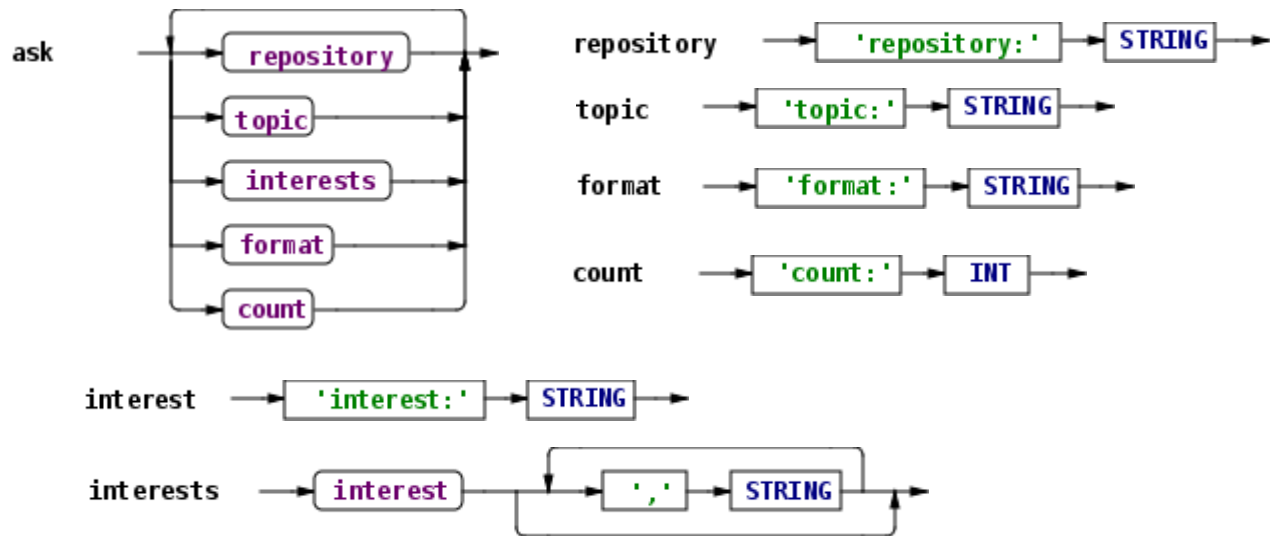 ask
repository
topic
interests
format
count
repository 'repository:' STRING
topic 'topic:' STRING
format 'format:' STRING
count 'count:' INT
interest 'interest:' STRING
interests interest ',' STRING